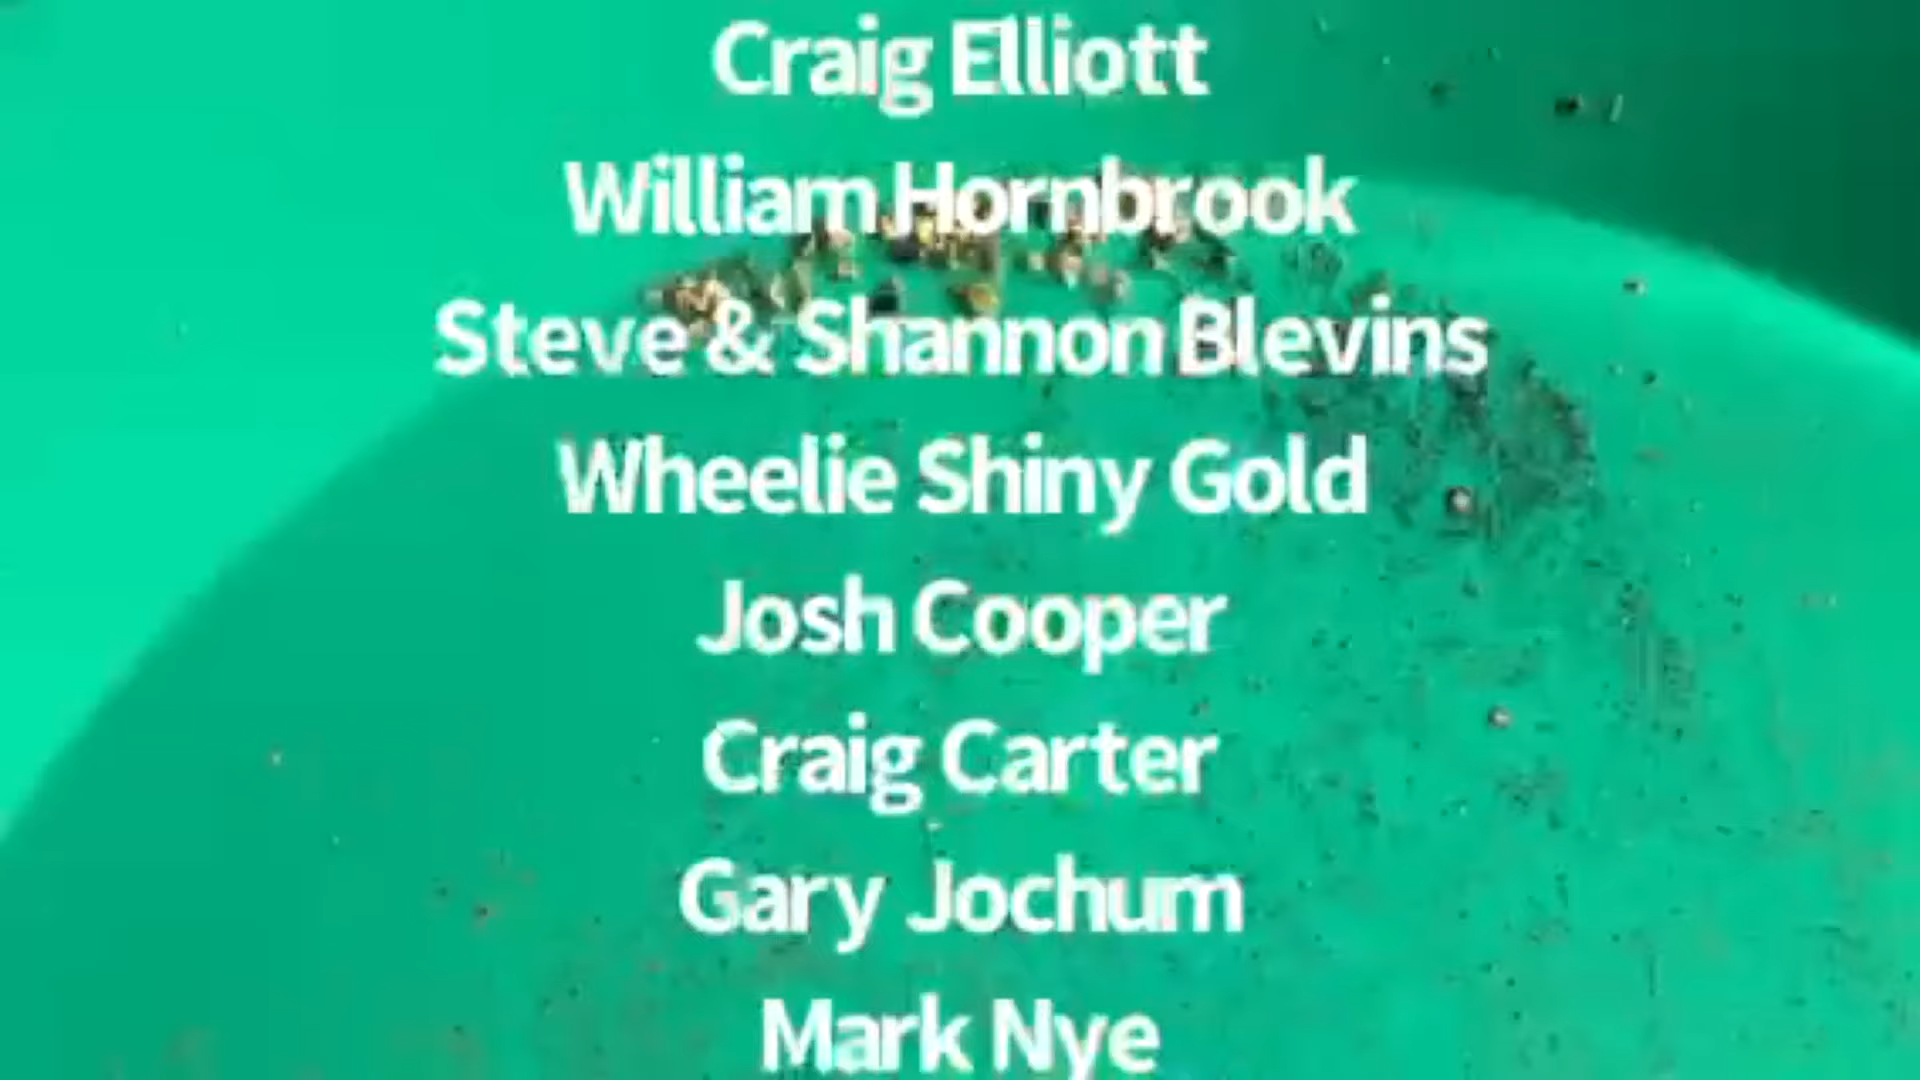 Craig Elliott
William Hornbrook
Steve & Shannon Blevins
Wheelie Shiny Gold
Josh Cooper
Craig Carter
Gary Jochum
Mark Nye